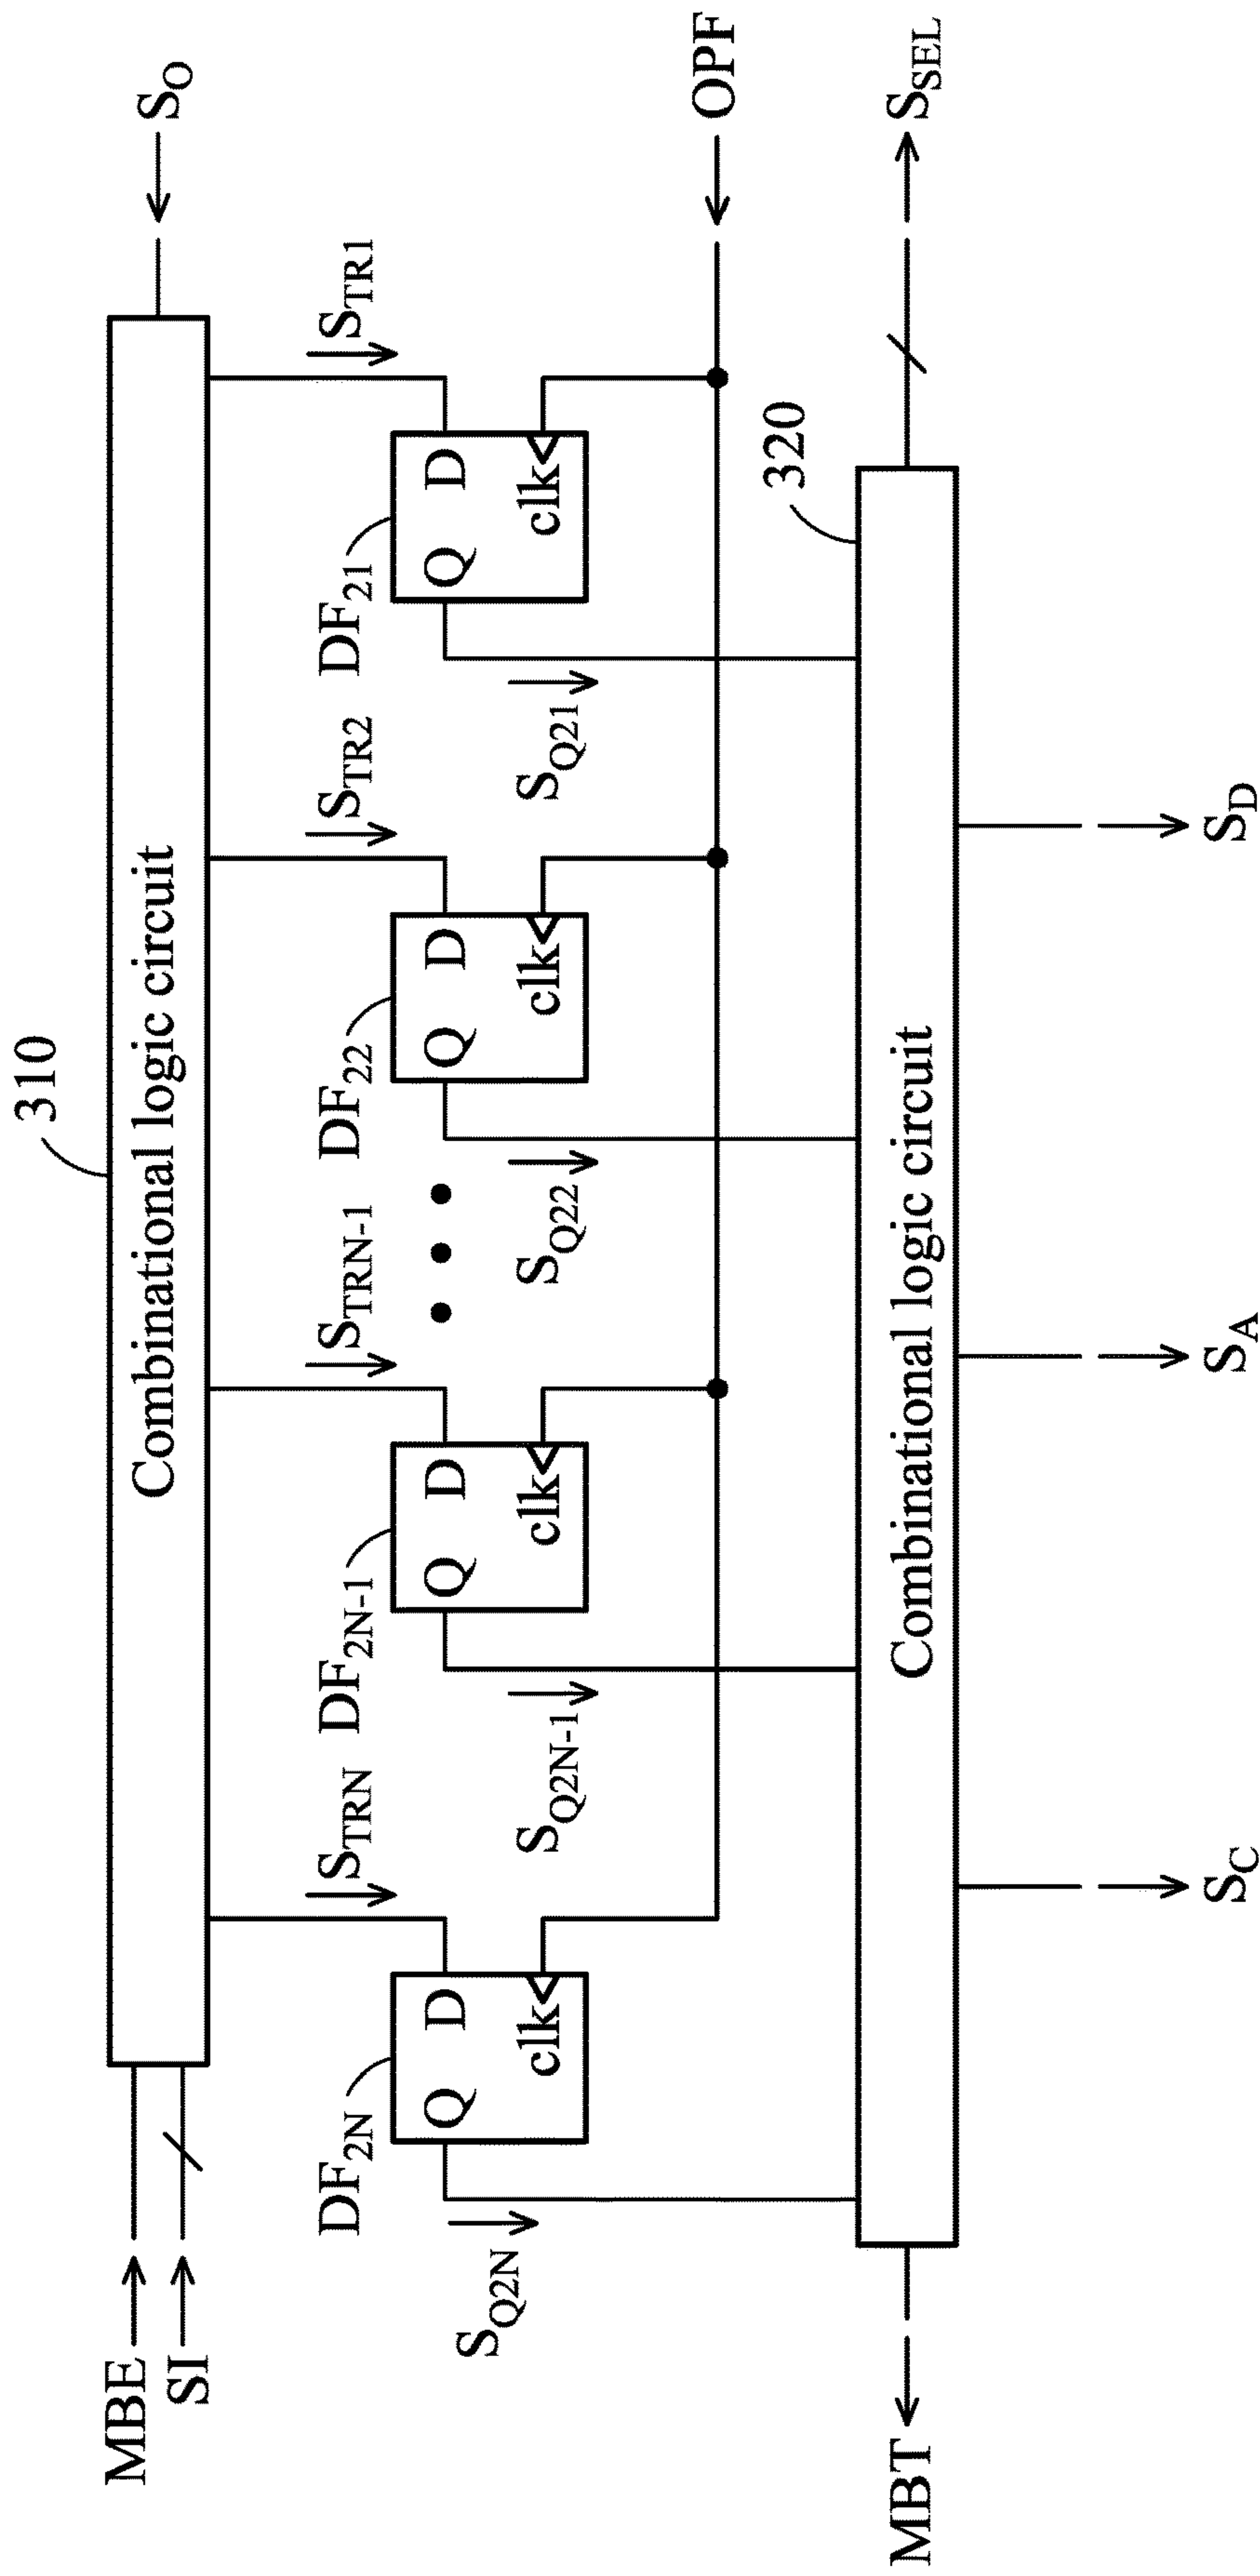 310
MBE
SI
Combinational logic circuit
S_O
S_TRN
S_TRN-1
S_TR2
S_TR1
DF_2N
Q D
clk
DF_2N-1
Q D
clk
DF_22
Q D
clk
DF_21
Q D
clk
S_Q2N
S_Q2N-1
S_Q22
S_Q21
OPF
320
MBT
Combinational logic circuit
S_SEL
S_C
S_A
S_D